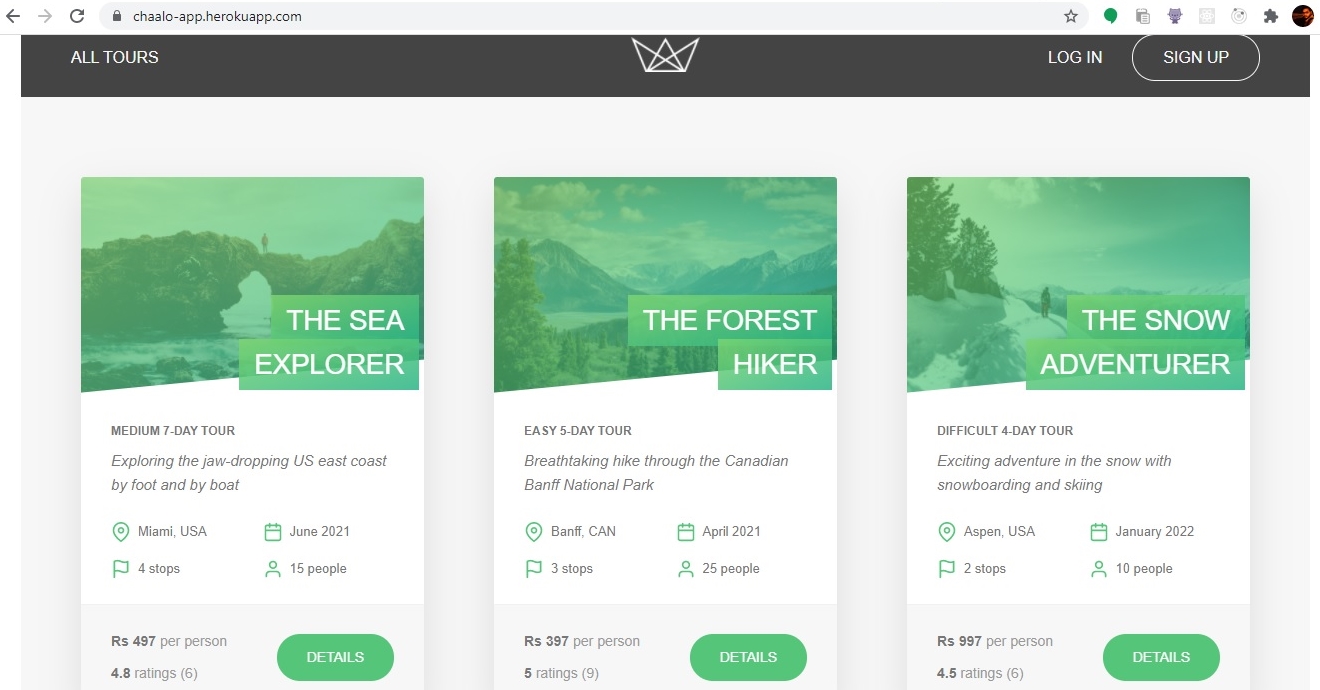 chaalo-app.herokuapp.com
ALL TOURS
LOG IN
SIGN UP
THE SEA
EXPLORER
MEDIUM 7-DAY TOUR
Exploring the jaw-dropping US east coast
by foot and by boat
Miami, USA
June 2021
4 stops
15 people
Rs 497 per person
4.8 ratings (6)
DETAILS
THE FOREST
HIKER
EASY 5-DAY TOUR
Breathtaking hike through the Canadian
Banff National Park
Banff, CAN
April 2021
3 stops
25 people
Rs 397 per person
5 ratings (9)
DETAILS
THE SNOW
ADVENTURER
DIFFICULT 4-DAY TOUR
Exciting adventure in the snow with
snowboarding and skiing
Aspen, USA
January 2022
2 stops
10 people
Rs 997 per person
4.5 ratings (6)
DETAILS